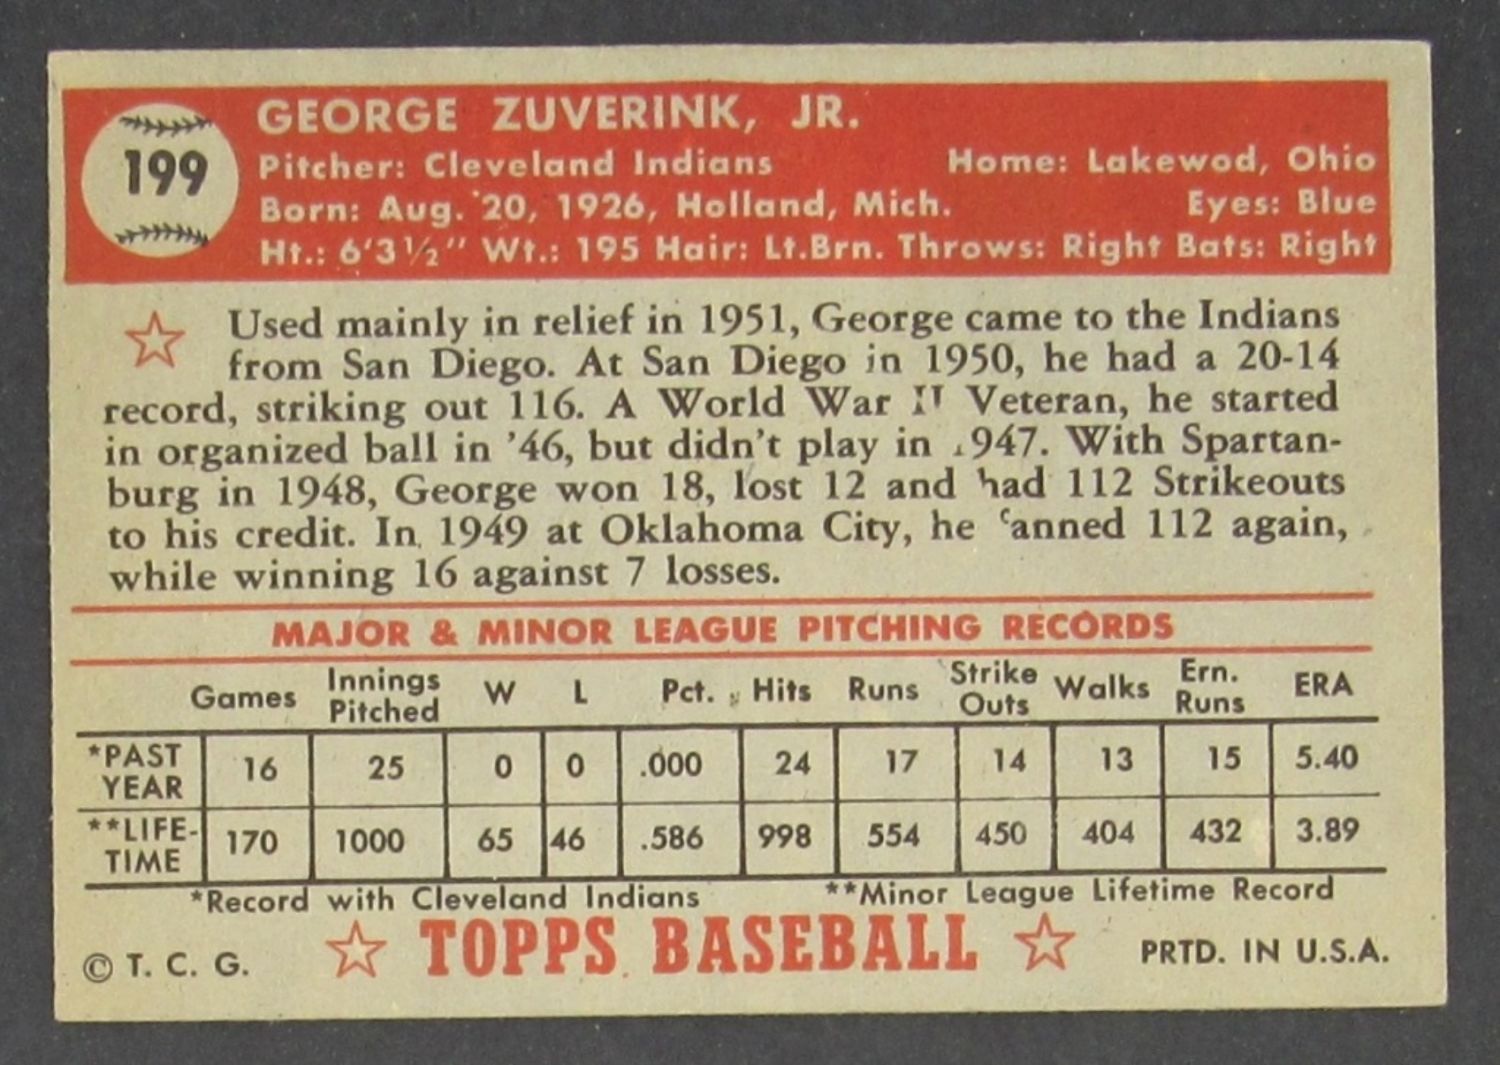 199
GEORGE ZUVERINK, JR.
Pitcher: Cleveland Indians Home: Lakewod, Ohio
Born: Aug. 20, 1926, Holland, Mich. Eyes: Blue
Ht.: 6'3½" Wt.: 195 Hair: Lt.Brn. Throws: Right Bats: Right
Used mainly in relief in 1951, George came to the Indians
from San Diego. At San Diego in 1950, he had a 20-14
record, striking out 116. A World War II Veteran, he started
in organized ball in '46, but didn't play in 1947. With Spartan-
burg in 1948, George won 18, lost 12 and had 112 Strikeouts
to his credit. In 1949 at Oklahoma City, he fanned 112 again,
while winning 16 against 7 losses.
MAJOR & MINOR LEAGUE PITCHING RECORDS
Games Innings Pitched W L Pct. Hits Runs Strike Outs Walks Ern. Runs ERA
*PAST YEAR 16 25 0 0 .000 24 17 14 13 15 5.40
**LIFE-TIME 170 1000 65 46 .586 998 554 450 404 432 3.89
*Record with Cleveland Indians **Minor League Lifetime Record
© T. C. G. TOPPS BASEBALL PRTD. IN U.S.A.